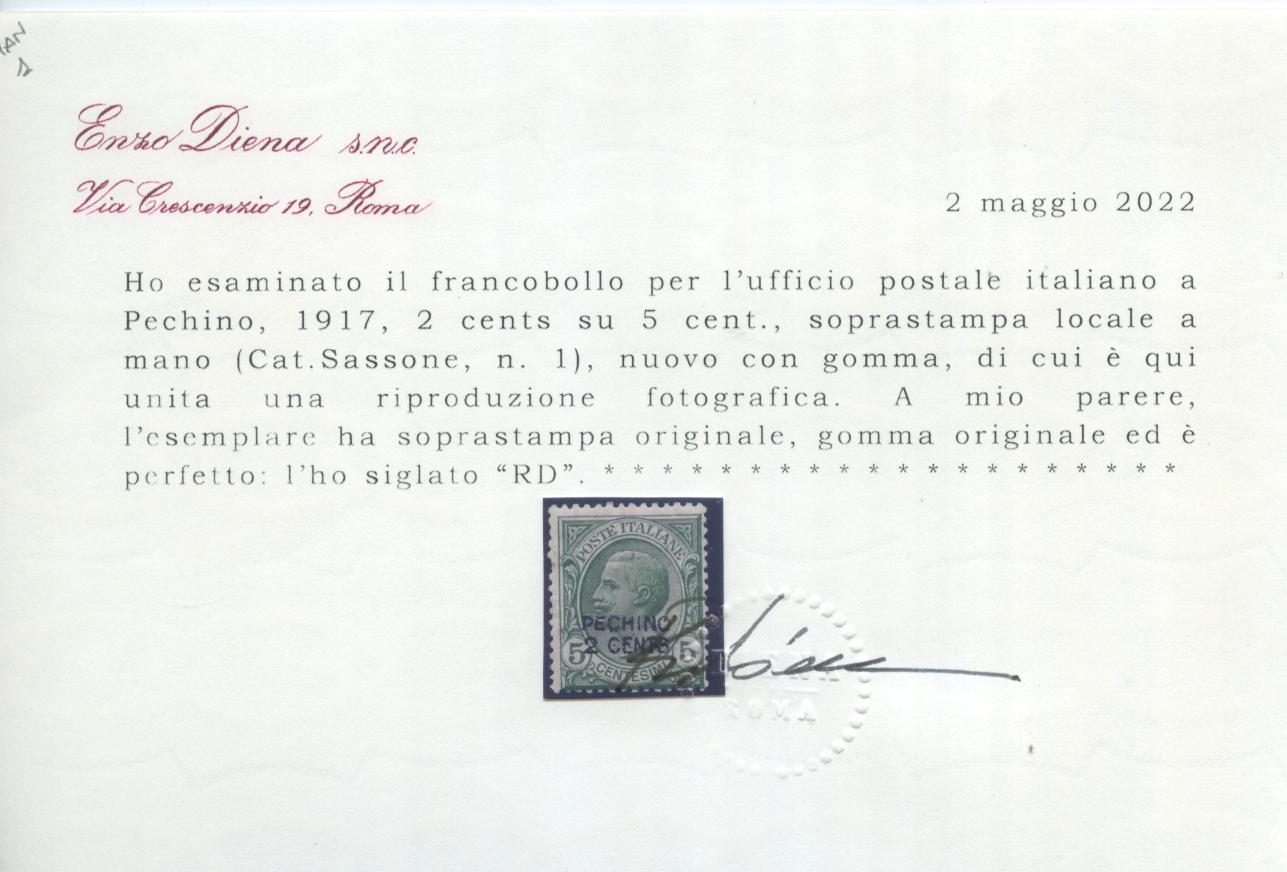 Enzo Diena s.n.c.
Via Crescenzio 19, Roma
2 maggio 2022
Ho esaminato il francobollo per l'ufficio postale italiano a
Pechino, 1917, 2 cents su 5 cent., soprastampa locale a
mano (Cat.Sassone, n. 1), nuovo con gomma, di cui è qui
unita una riproduzione fotografica. A mio parere,
l'esemplare ha soprastampa originale, gomma originale ed è
perfetto: l'ho siglato “RD”. * * * * * * * * * * * * * * * * * * * *
POSTE ITALIANE
PECHINO
2 CENTS
5 5
CENTESIMI